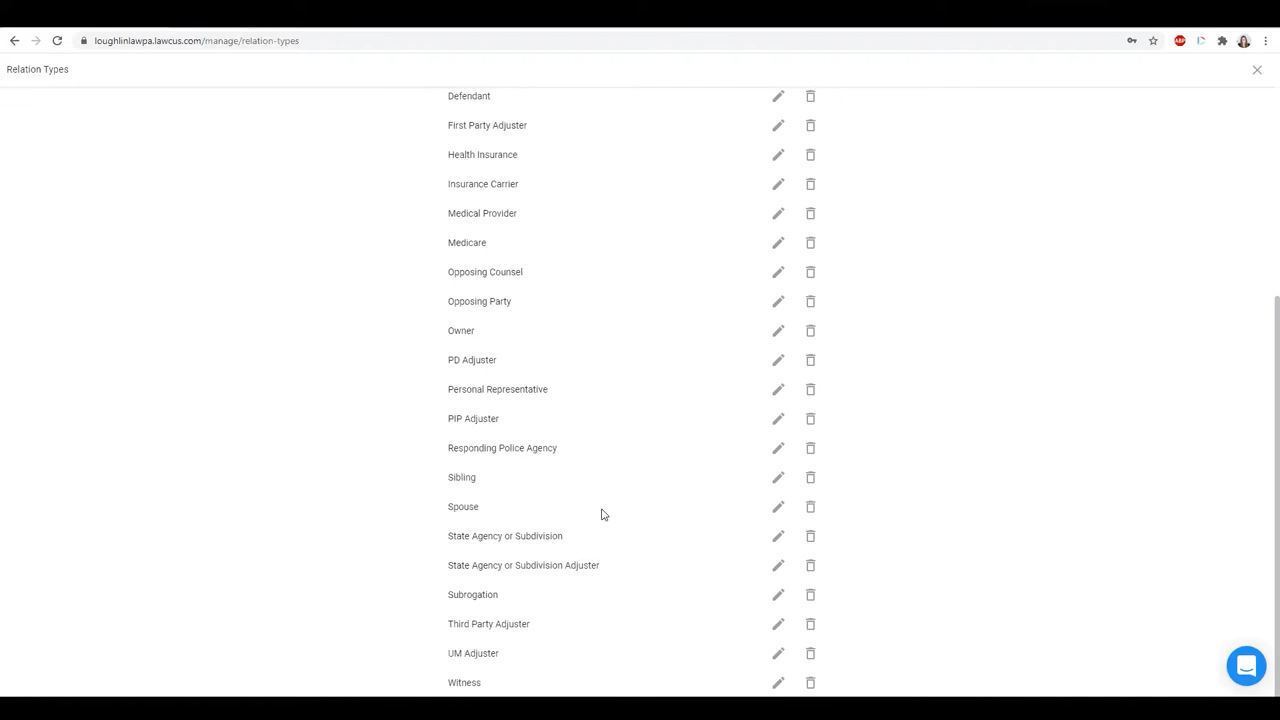 loughlinlawpa.lawcus.com/manage/relation-types
ABP
Relation Types
Defendant
First Party Adjuster
Health Insurance
Insurance Carrier
Medical Provider
Medicare
Opposing Counsel
Opposing Party
Owner
PD Adjuster
Personal Representative
PIP Adjuster
Responding Police Agency
Sibling
Spouse
State Agency or Subdivision
State Agency or Subdivision Adjuster
Subrogation
Third Party Adjuster
UM Adjuster
Witness